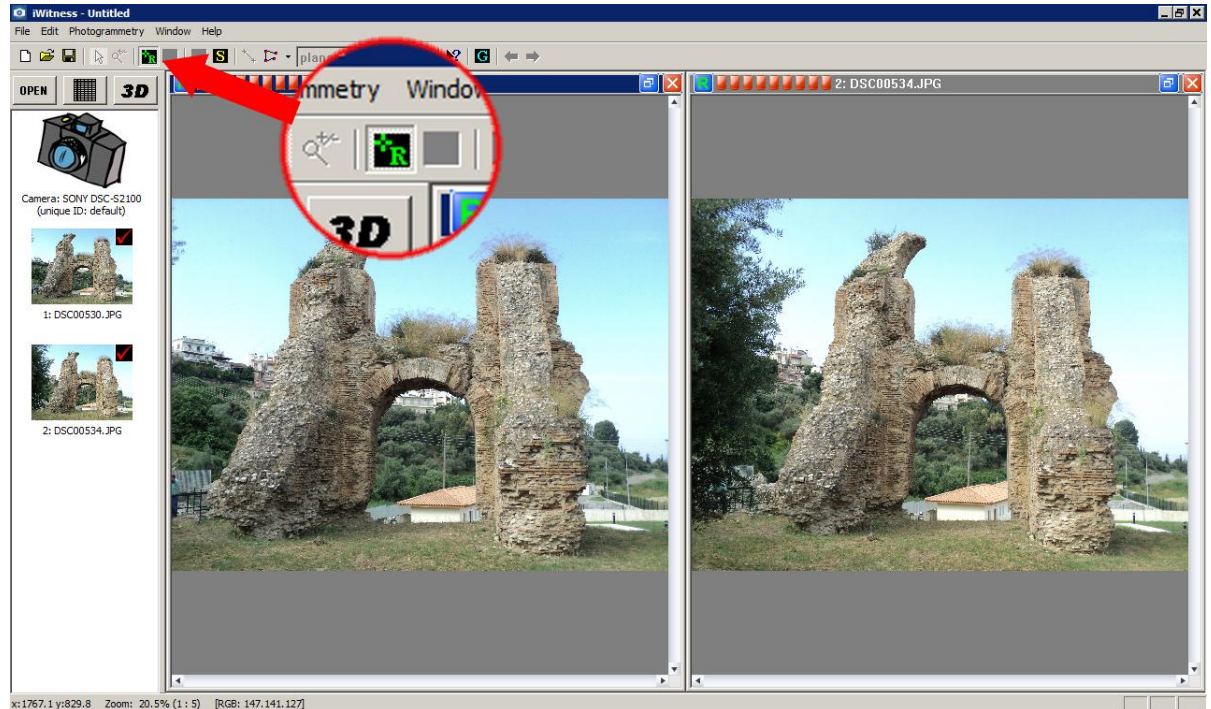 iWitness - Untitled
File Edit Photogrammetry Window Help
R S plan G
OPEN 3D
mmetry Window
R
3D
R 2: DSC00534.JPG
Camera: SONY DSC-S2100
(unique ID: default)
1: DSC00530.JPG
2: DSC00534.JPG
x:1767.1 y:829.8 Zoom: 20.5% (1 : 5) [RGB: 147.141.127]